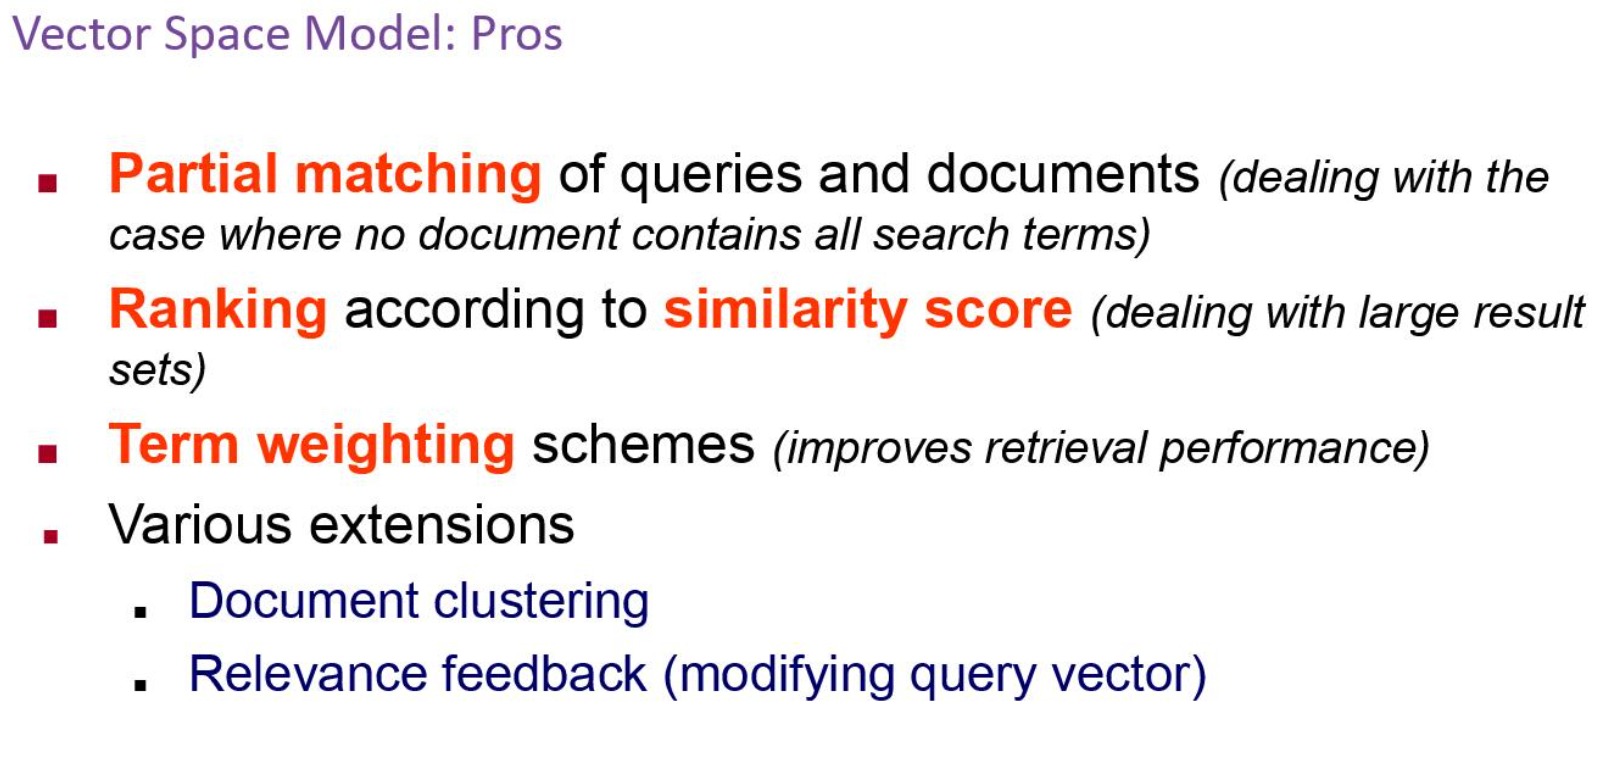 Vector Space Model: Pros
Partial matching of queries and documents (dealing with the
case where no document contains all search terms)
Ranking according to similarity score (dealing with large result
sets)
Term weighting schemes (improves retrieval performance)
Various extensions
Document clustering
Relevance feedback (modifying query vector)